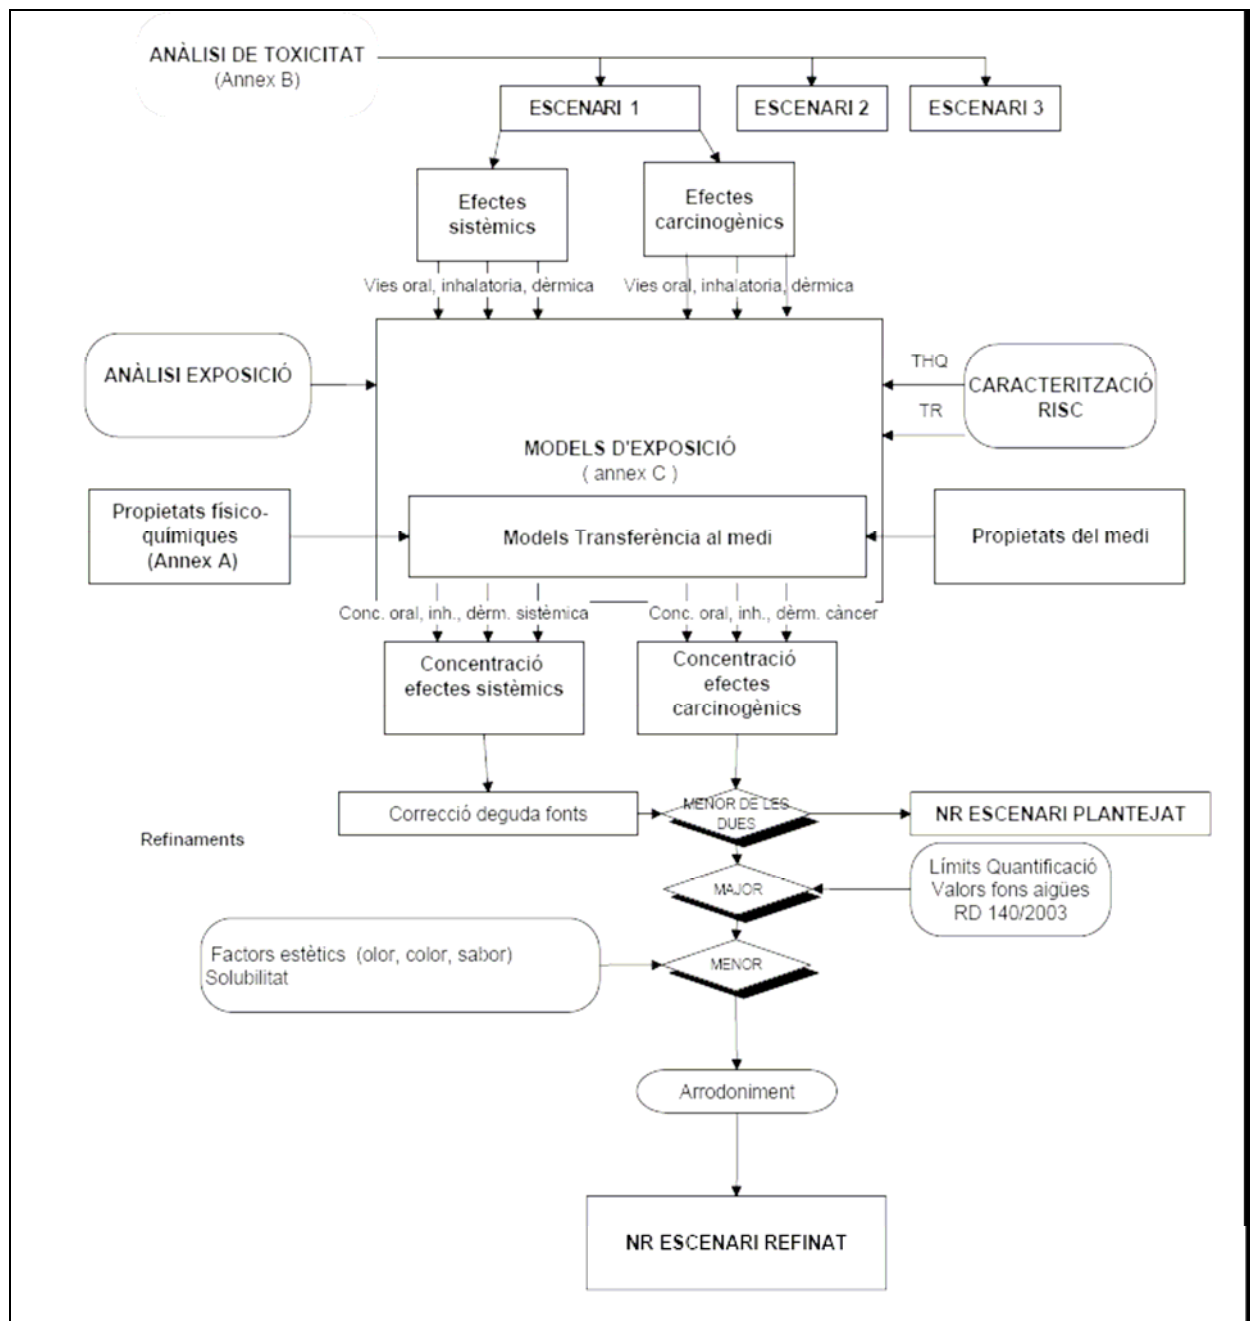 ANÀLISI DE TOXICITAT
(Annex B)
ESCENARI 1
ESCENARI 2
ESCENARI 3
Efectes
sistèmics
Efectes
carcinogènics
Vies oral, inhalatoria, dèrmica
Vies oral, inhalatoria, dèrmica
ANÀLISI EXPOSICIÓ
THQ
TR
CARACTERITZACIÓ
RISC
MODELS D'EXPOSICIÓ
( annex C )
Propietats físico-
químiques
(Annex A)
Models Transferència al medi
Propietats del medi
Conc. oral, inh., dèrm. sistèmica
Conc. oral, inh., dèrm. càncer
Concentració
efectes sistèmics
Concentració
efectes
carcinogènics
Correcció deguda fonts
MENOR DE LES
DUES
NR ESCENARI PLANTEJAT
Refinaments
MAJOR
Límits Quantificació
Valors fons aigües
RD 140/2003
Factors estètics (olor, color, sabor)
Solubilitat
MENOR
Arrodoniment
NR ESCENARI REFINAT